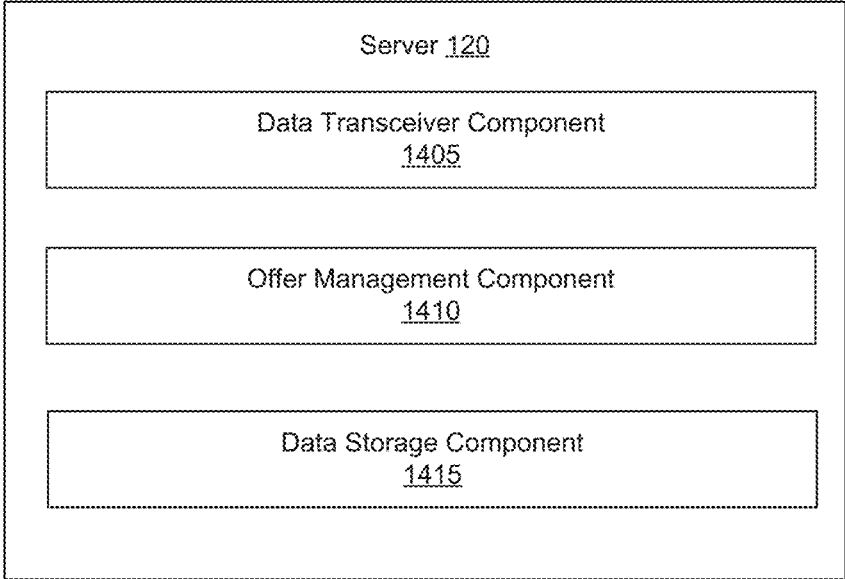 Server 120
Data Transceiver Component
1405
Offer Management Component
1410
Data Storage Component
1415